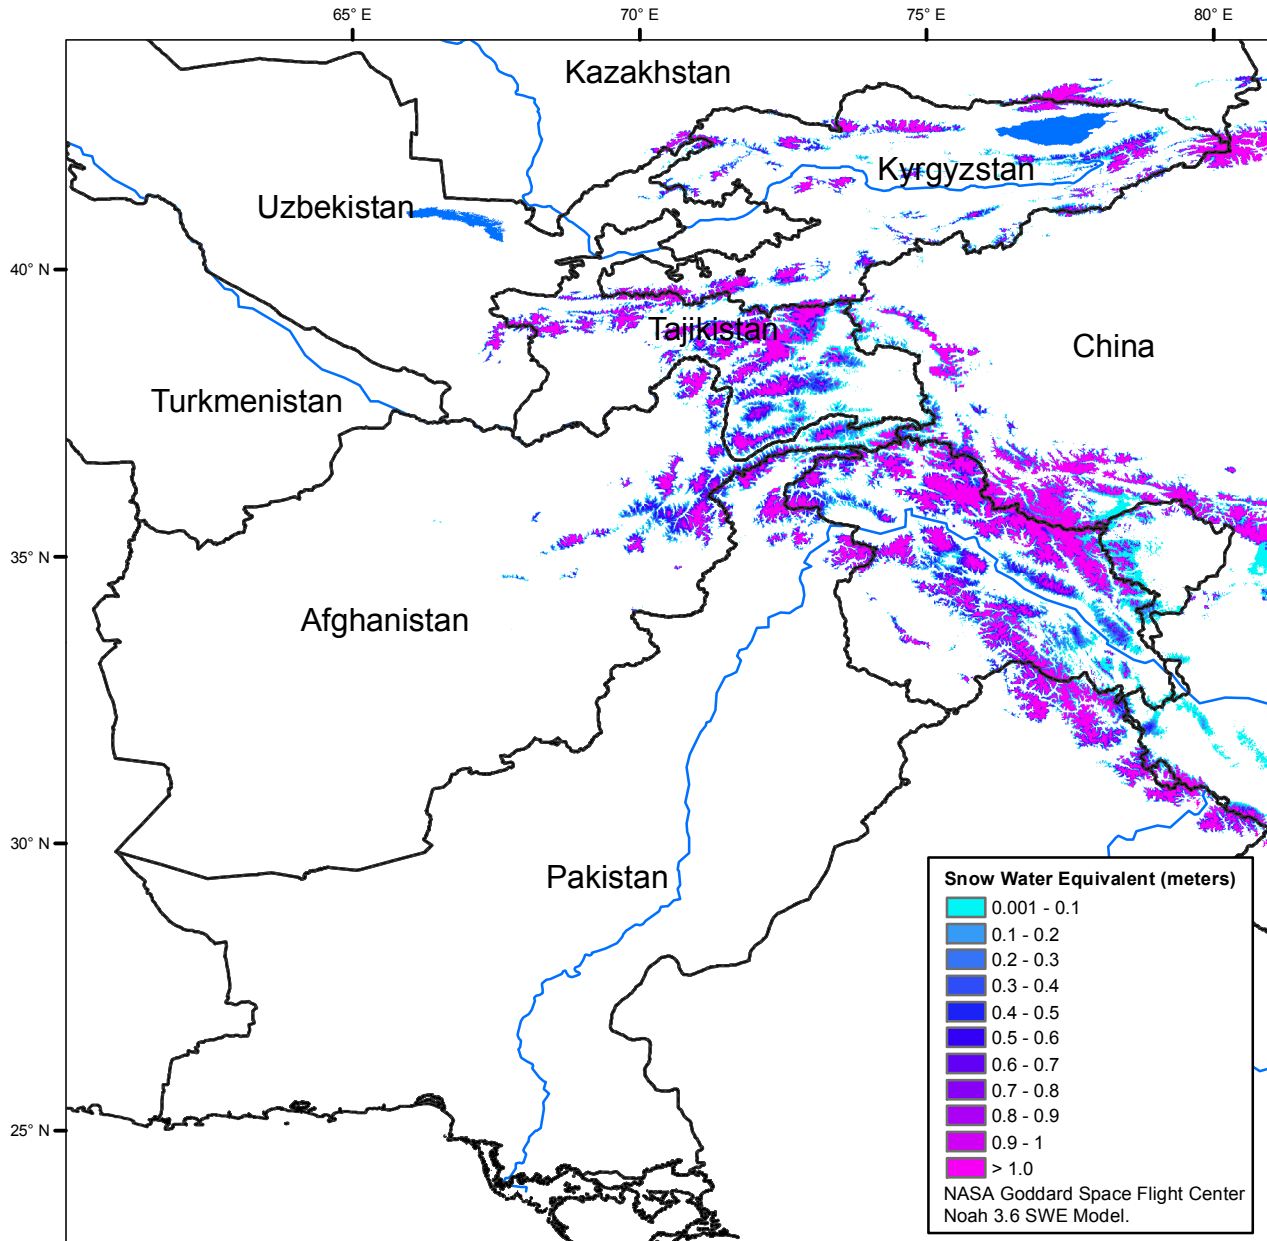 65° E
70° E
75° E
80° E
Kazakhstan
Kyrgyzstan
Uzbekistan
40° N
Tajikistan
China
Turkmenistan
35° N
Afghanistan
30° N
Pakistan
25° N
Snow Water Equivalent (meters)
0.001 - 0.1
0.1 - 0.2
0.2 - 0.3
0.3 - 0.4
0.4 - 0.5
0.5 - 0.6
0.6 - 0.7
0.7 - 0.8
0.8 - 0.9
0.9 - 1
> 1.0
NASA Goddard Space Flight Center
Noah 3.6 SWE Model.